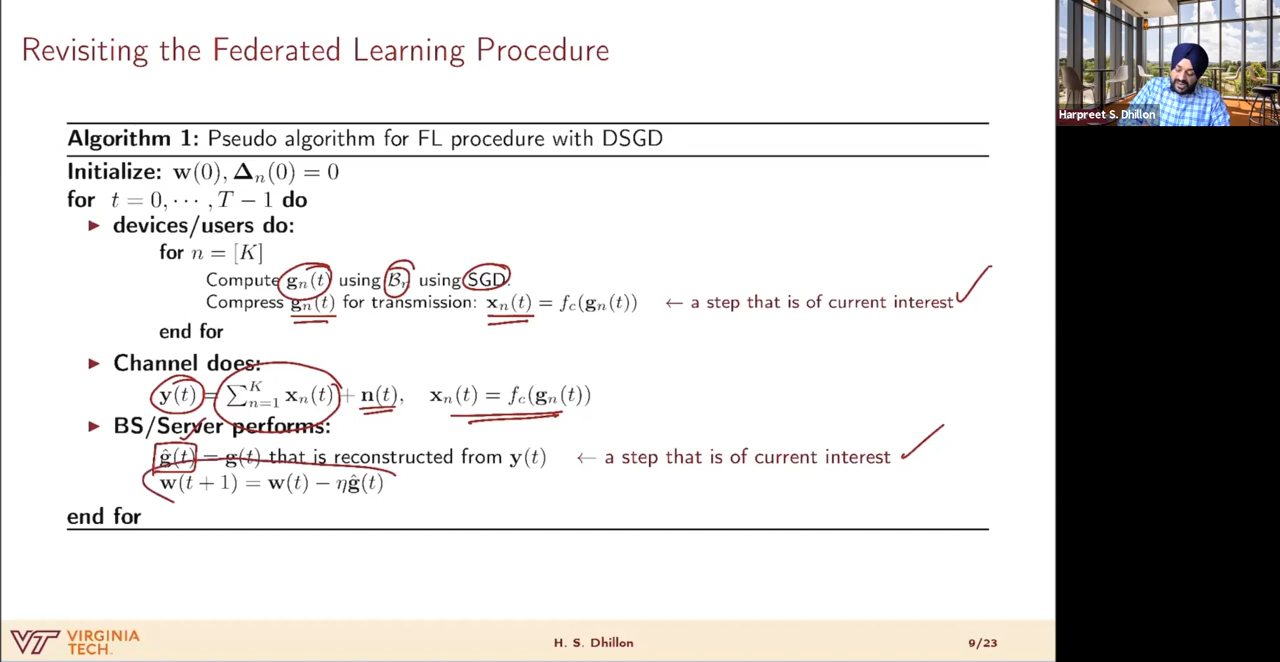 Revisiting the Federated Learning Procedure
Harpreet S. Dhillon
Algorithm 1: Pseudo algorithm for FL procedure with DSGD
Initialize: w(0), Δₙ(0) = 0
for t = 0, ⋯ , T − 1 do
▶ devices/users do:
for n = [K]
Compute gₙ(t) using ℬₙ using SGD.
Compress gₙ(t) for transmission: xₙ(t) = f_c(gₙ(t)) ← a step that is of current interest
end for
▶ Channel does:
y(t) = ∑ₙ₌₁ᴷ xₙ(t) + n(t), xₙ(t) = f_c(gₙ(t))
▶ BS/Server performs:
ĝ(t) = g(t) that is reconstructed from y(t) ← a step that is of current interest
w(t + 1) = w(t) − ηĝ(t)
end for
VT VIRGINIA TECH.
H. S. Dhillon
9/23